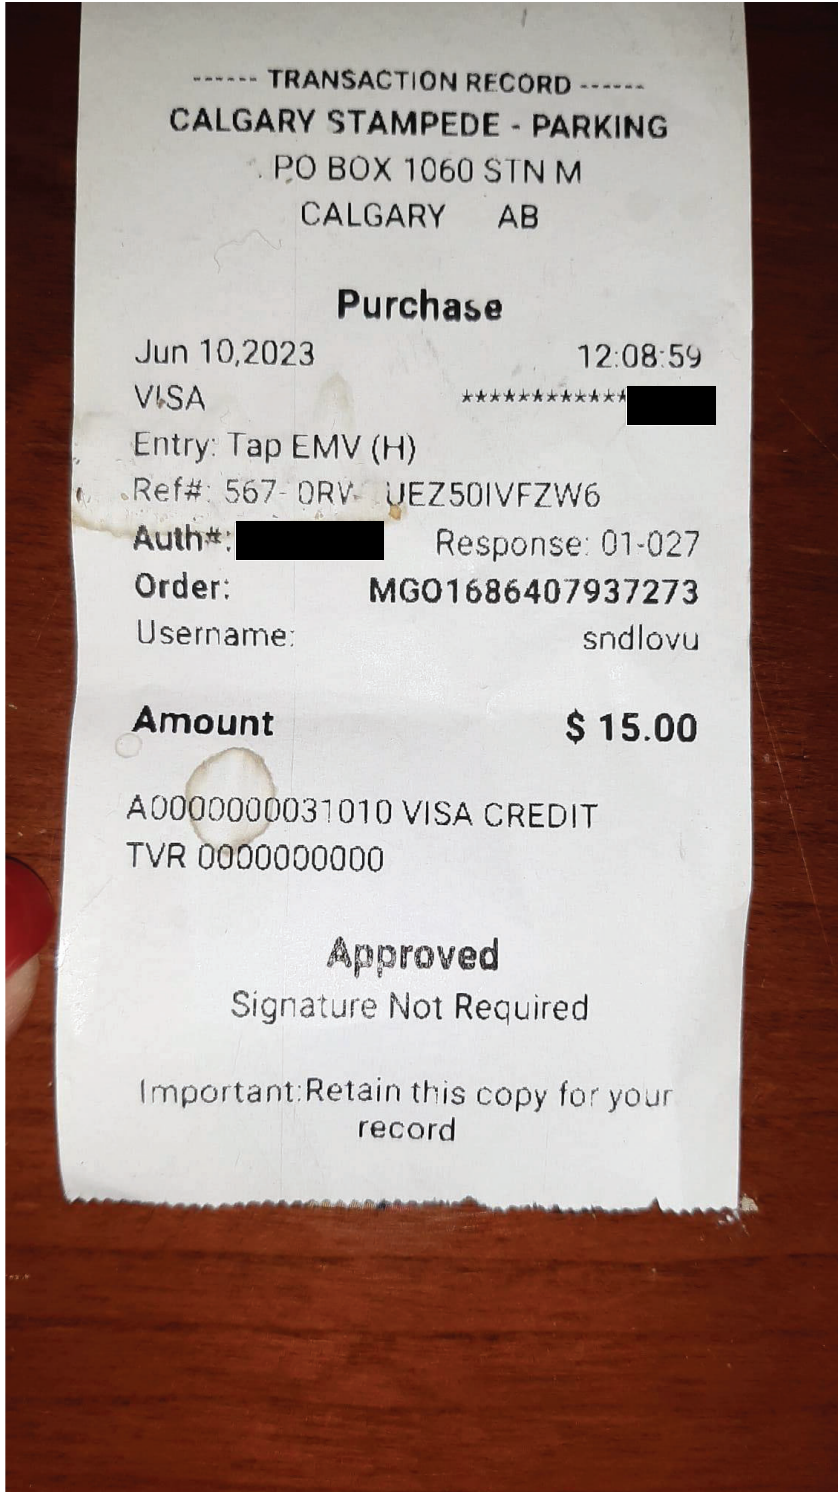 ------ TRANSACTION RECORD ------
CALGARY STAMPEDE - PARKING
PO BOX 1060 STN M
CALGARY AB
Purchase
Jun 10,2023 12:08:59
VISA ************
Entry: Tap EMV (H)
Ref#: 567- 0RV UEZ50IVFZW6
Auth#: Response: 01-027
Order: MGO1686407937273
Username: sndlovu
Amount $ 15.00
A0000000031010 VISA CREDIT
TVR 0000000000
Approved
Signature Not Required
Important:Retain this copy for your
record